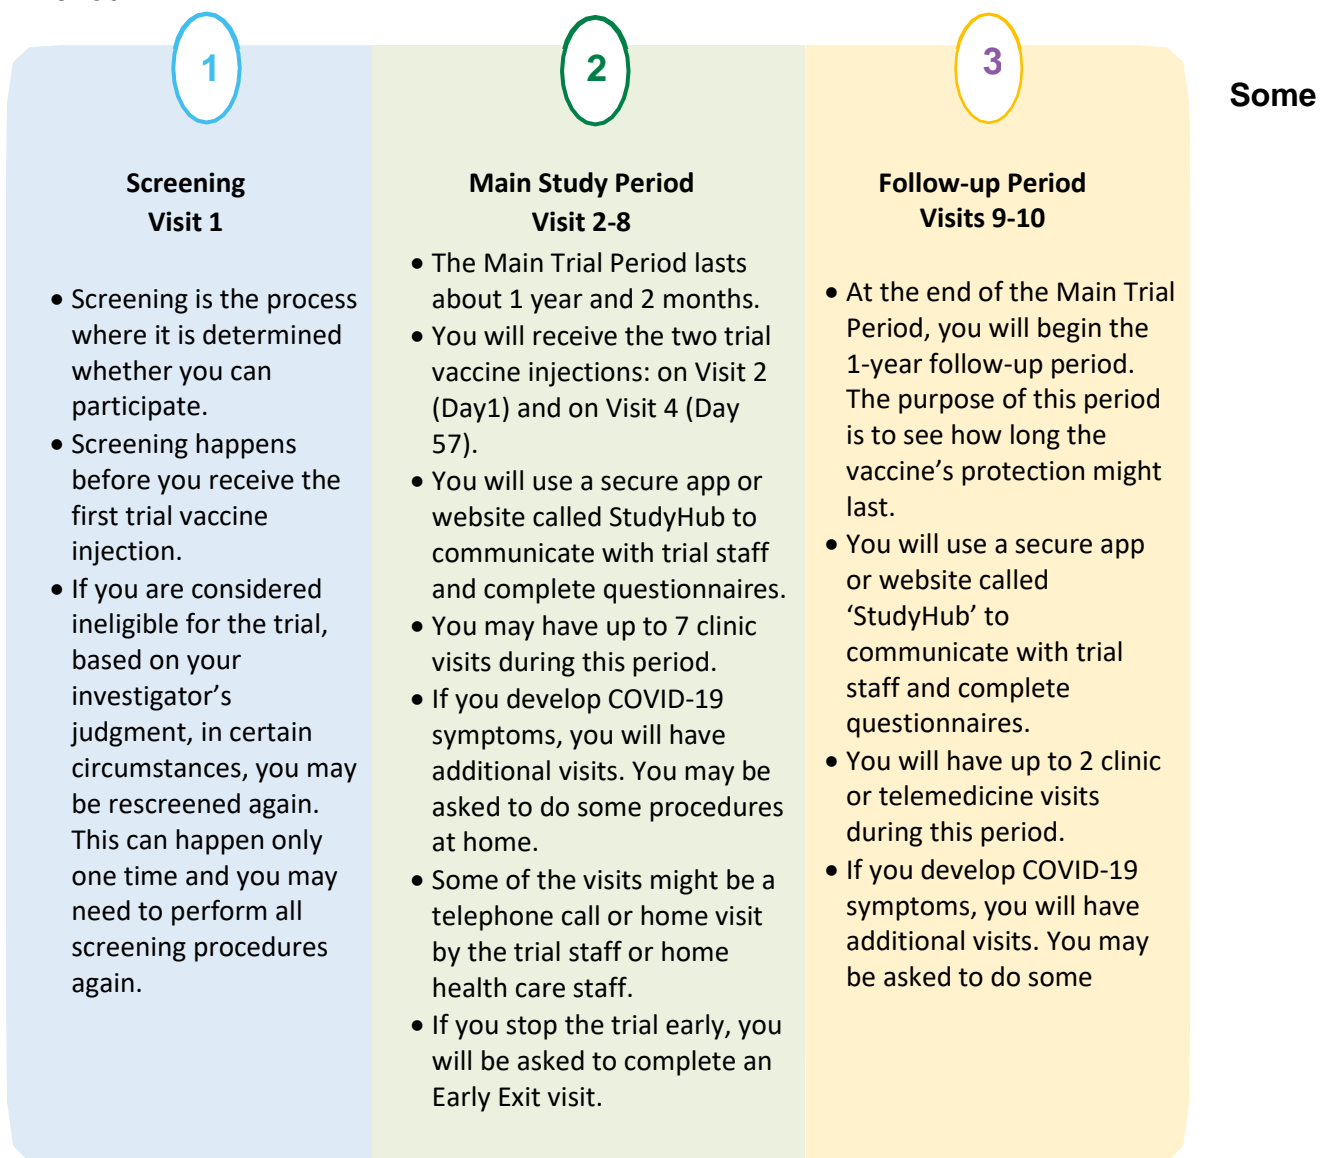 1
Screening
Visit 1
• Screening is the process
where it is determined
whether you can
participate.
• Screening happens
before you receive the
first trial vaccine
injection.
• If you are considered
ineligible for the trial,
based on your
investigator’s
judgment, in certain
circumstances, you may
be rescreened again.
This can happen only
one time and you may
need to perform all
screening procedures
again.
2
Main Study Period
Visit 2-8
• The Main Trial Period lasts
about 1 year and 2 months.
• You will receive the two trial
vaccine injections: on Visit 2
(Day1) and on Visit 4 (Day
57).
• You will use a secure app or
website called StudyHub to
communicate with trial staff
and complete questionnaires.
• You may have up to 7 clinic
visits during this period.
• If you develop COVID-19
symptoms, you will have
additional visits. You may be
asked to do some procedures
at home.
• Some of the visits might be a
telephone call or home visit
by the trial staff or home
health care staff.
• If you stop the trial early, you
will be asked to complete an
Early Exit visit.
3
Follow-up Period
Visits 9-10
• At the end of the Main Trial
Period, you will begin the
1-year follow-up period.
The purpose of this period
is to see how long the
vaccine’s protection might
last.
• You will use a secure app
or website called
‘StudyHub’ to
communicate with trial
staff and complete
questionnaires.
• You will have up to 2 clinic
or telemedicine visits
during this period.
• If you develop COVID-19
symptoms, you will have
additional visits. You may
be asked to do some
Some